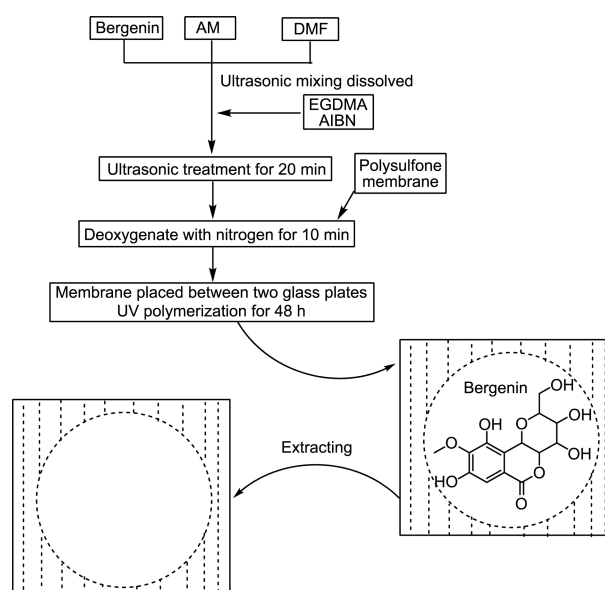 Bergenin
AM
DMF
Ultrasonic mixing dissolved
EGDMA
AIBN
Ultrasonic treatment for 20 min
Polysulfone
membrane
Deoxygenate with nitrogen for 10 min
Membrane placed between two glass plates
UV polymerization for 48 h
Bergenin
OH
OH
OH
O
O
OH
HO
O
O
Extracting